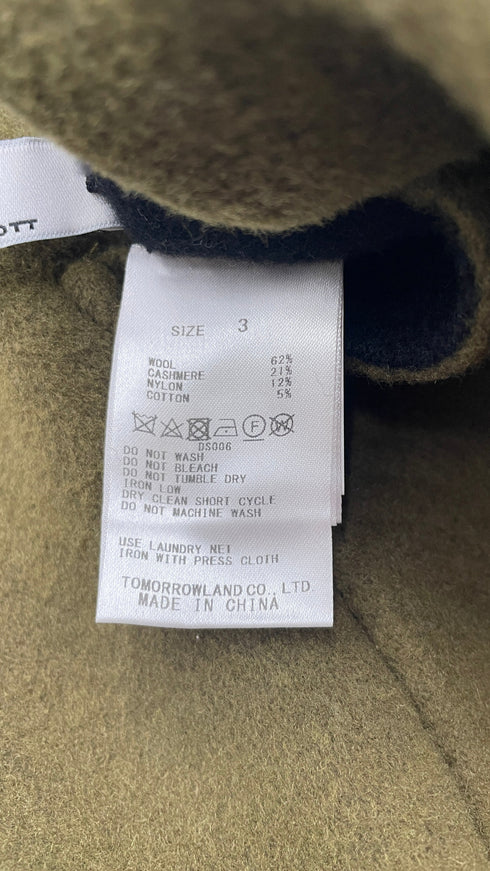 OTT
SIZE 3
WOOL 62%
CASHMERE 21%
NYLON 12%
COTTON 5%
DS006
DO NOT WASH
DO NOT BLEACH
DO NOT TUMBLE DRY
IRON LOW
DRY CLEAN SHORT CYCLE
DO NOT MACHINE WASH
USE LAUNDRY NET
IRON WITH PRESS CLOTH
TOMORROWLAND CO., LTD.
MADE IN CHINA